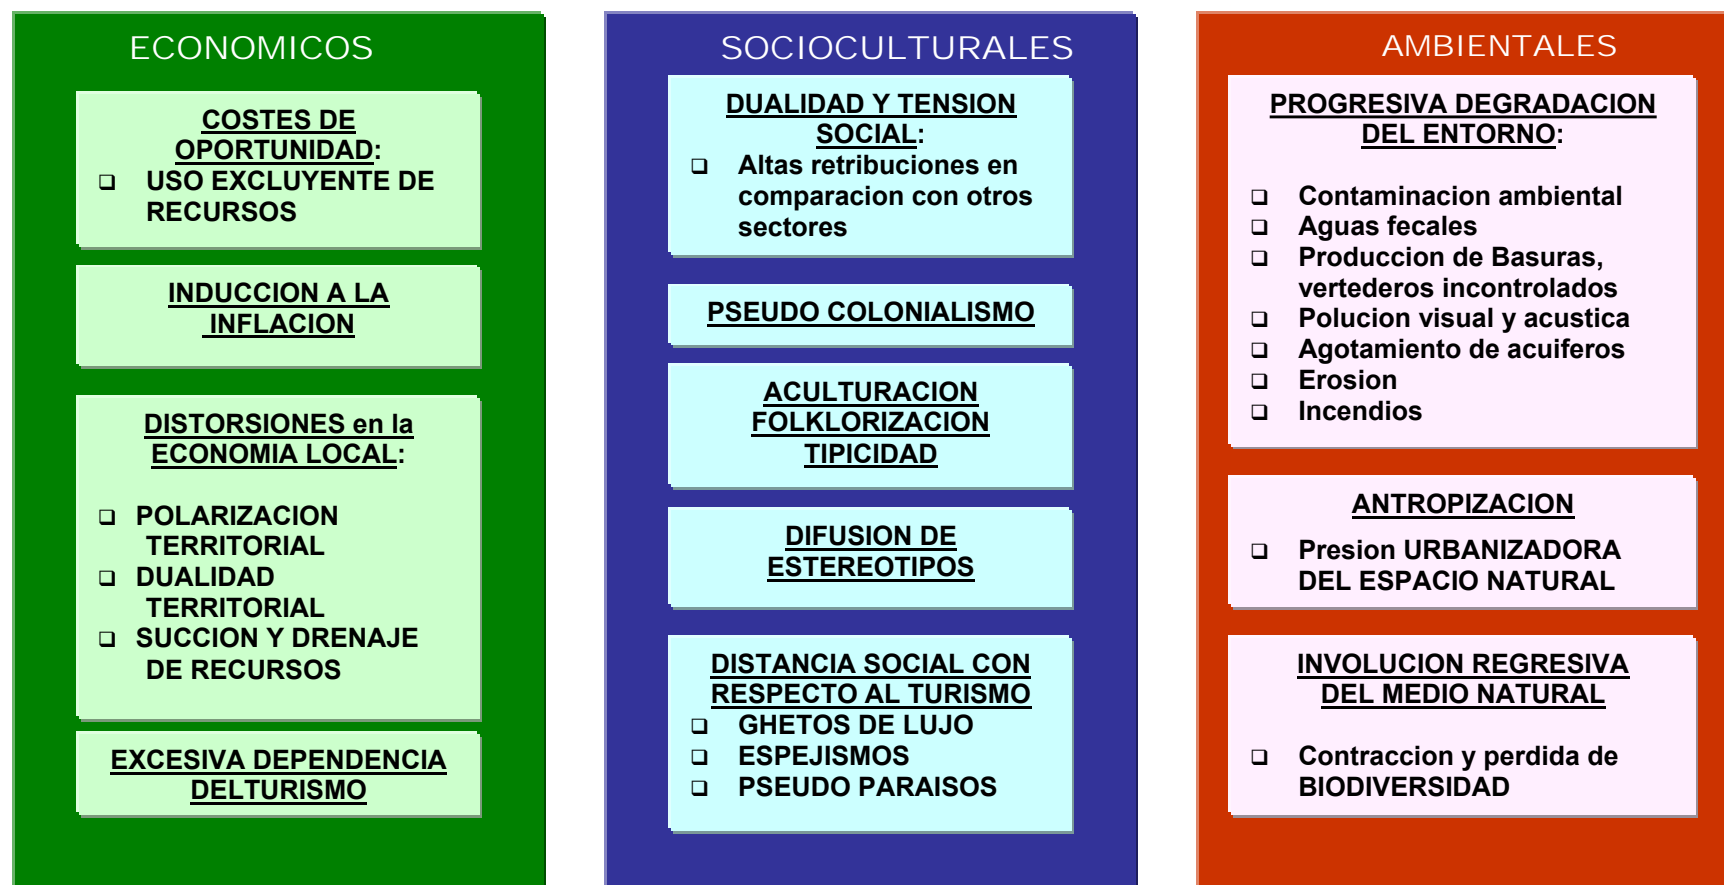 ECONOMICOS
COSTES DE
OPORTUNIDAD:
❑ USO EXCLUYENTE DE
RECURSOS
INDUCCION A LA
INFLACION
DISTORSIONES en la
ECONOMIA LOCAL:
❑ POLARIZACION
TERRITORIAL
❑ DUALIDAD
TERRITORIAL
❑ SUCCION Y DRENAJE
DE RECURSOS
EXCESIVA DEPENDENCIA
DELTURISMO
SOCIOCULTURALES
DUALIDAD Y TENSION
SOCIAL:
❑ Altas retribuciones en
comparacion con otros
sectores
PSEUDO COLONIALISMO
ACULTURACION
FOLKLORIZACION
TIPICIDAD
DIFUSION DE
ESTEREOTIPOS
DISTANCIA SOCIAL CON
RESPECTO AL TURISMO
❑ GHETOS DE LUJO
❑ ESPEJISMOS
❑ PSEUDO PARAISOS
AMBIENTALES
PROGRESIVA DEGRADACION
DEL ENTORNO:
❑ Contaminacion ambiental
❑ Aguas fecales
❑ Produccion de Basuras,
vertederos incontrolados
❑ Polucion visual y acustica
❑ Agotamiento de acuiferos
❑ Erosion
❑ Incendios
ANTROPIZACION
❑ Presion URBANIZADORA
DEL ESPACIO NATURAL
INVOLUCION REGRESIVA
DEL MEDIO NATURAL
❑ Contraccion y perdida de
BIODIVERSIDAD